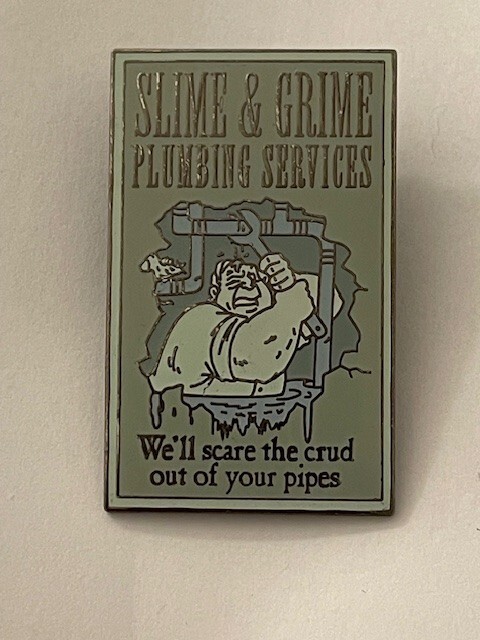 SLIME & GRIME
PLUMBING SERVICES
We'll scare the crud
out of your pipes